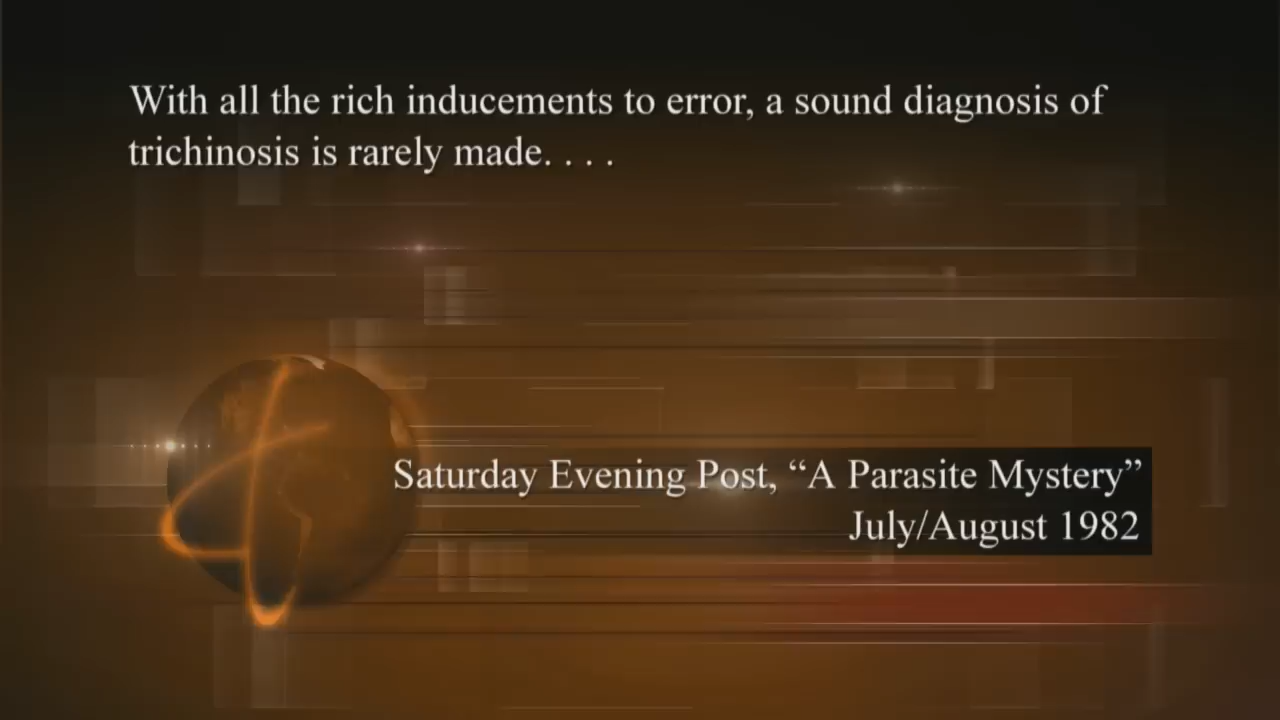 With all the rich inducements to error, a sound diagnosis of
trichinosis is rarely made. . . .
Saturday Evening Post, “A Parasite Mystery”
July/August 1982